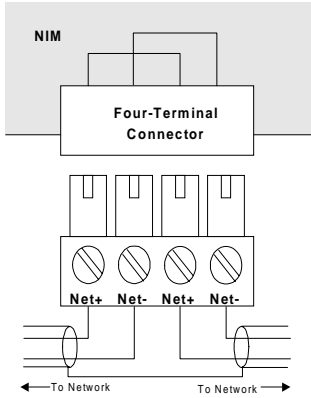 NIM
Four-Terminal
Connector
Net+ Net- Net+ Net-
To Network To Network